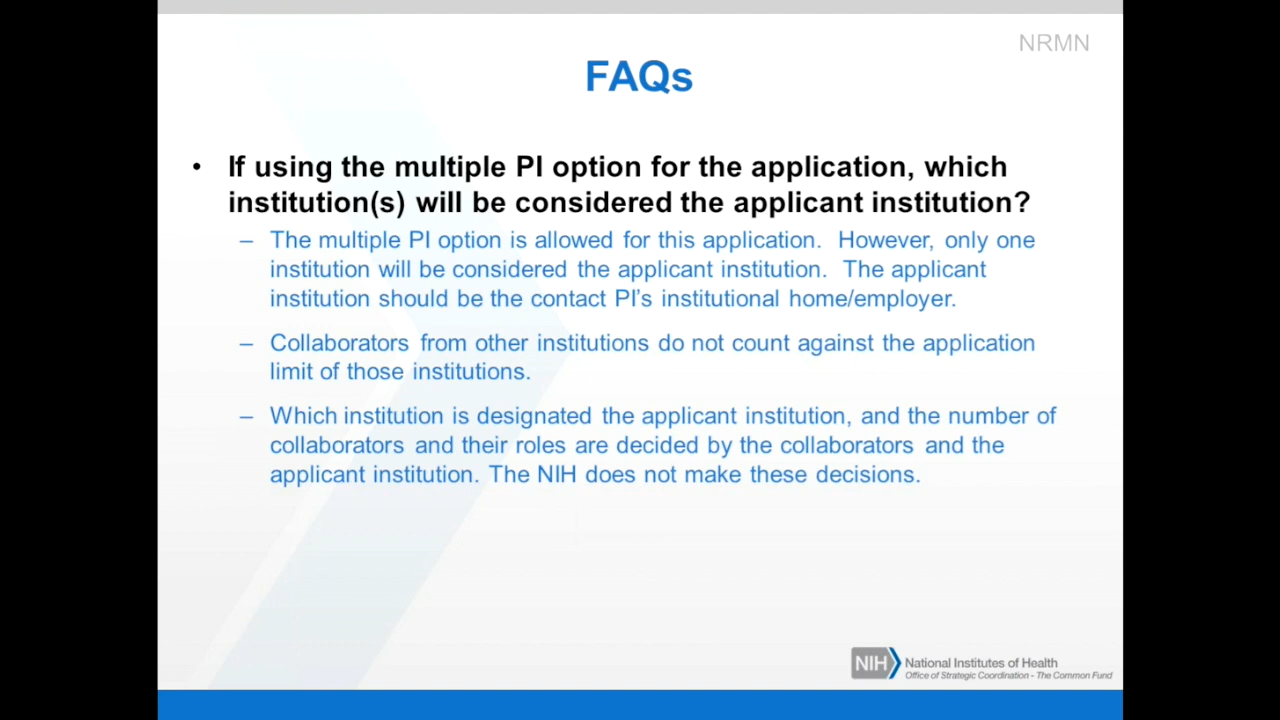 NRMN
FAQs
• If using the multiple PI option for the application, which
institution(s) will be considered the applicant institution?
– The multiple PI option is allowed for this application. However, only one
institution will be considered the applicant institution. The applicant
institution should be the contact PI's institutional home/employer.
– Collaborators from other institutions do not count against the application
limit of those institutions.
– Which institution is designated the applicant institution, and the number of
collaborators and their roles are decided by the collaborators and the
applicant institution. The NIH does not make these decisions.
NIH National Institutes of Health
Office of Strategic Coordination - The Common Fund